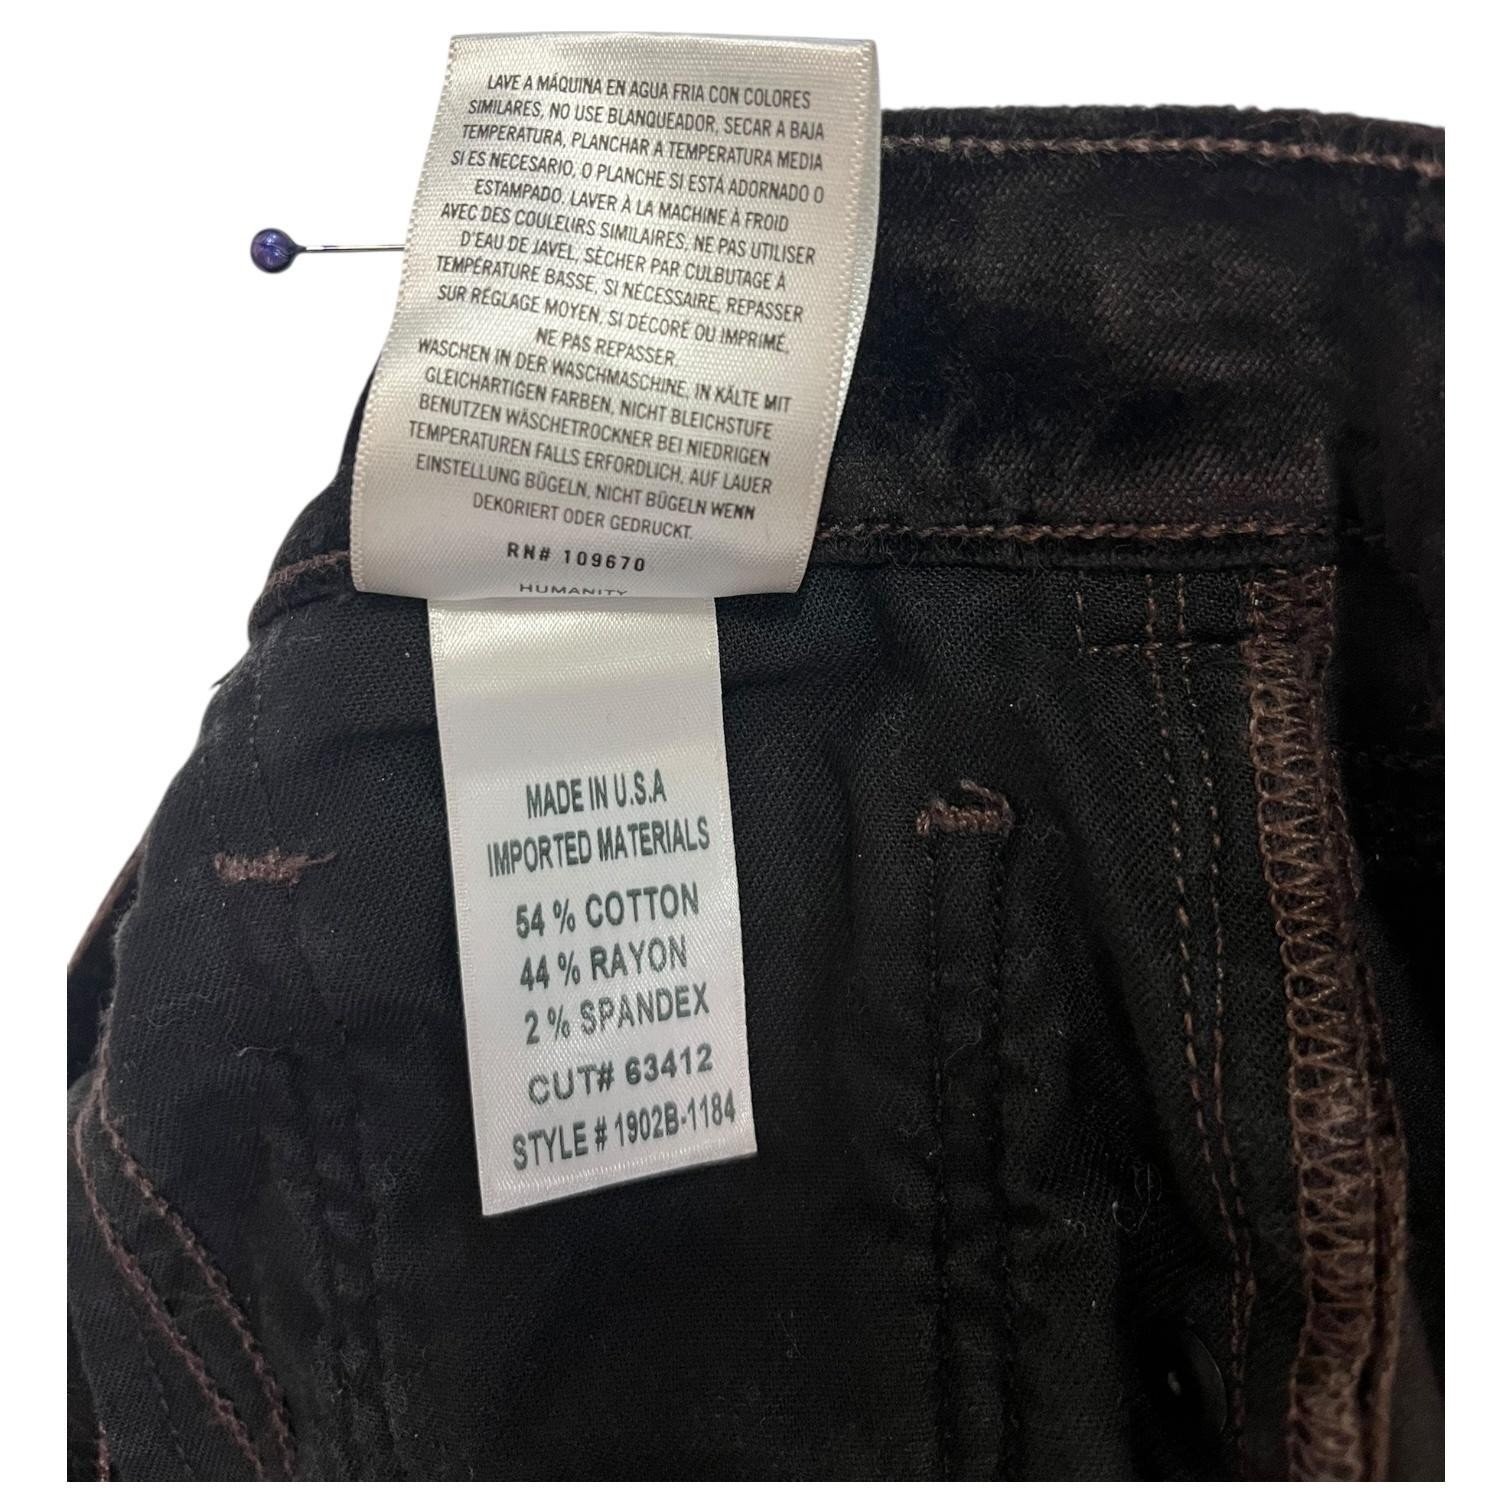 LAVE A MÁQUINA EN AGUA FRIA CON COLORES
SIMILARES, NO USE BLANQUEADOR, SECAR A BAJA
TEMPERATURA, PLANCHAR A TEMPERATURA MEDIA
SI ES NECESARIO, O PLANCHE SI ESTÁ ADORNADO O
ESTAMPADO. LAVER À LA MACHINE À FROID
AVEC DES COULEURS SIMILAIRES, NE PAS UTILISER
D'EAU DE JAVEL, SÈCHER PAR CULBUTAGE À
TEMPÉRATURE BASSE, SI NÉCESSAIRE, REPASSER
SUR RÉGLAGE MOYEN, SI DÉCORÉ OU IMPRIMÉ,
NE PAS REPASSER.
WASCHEN IN DER WASCHMASCHINE, IN KÄLTE MIT
GLEICHARTIGEN FARBEN, NICHT BLEICHSTUFE
BENUTZEN WÄSCHETROCKNER BEI NIEDRIGEN
TEMPERATUREN FALLS ERFORDLICH, AUF LAUER
EINSTELLUNG BÜGELN, NICHT BÜGELN WENN
DEKORIERT ODER GEDRUCKT.
RN# 109670
HUMANITY
MADE IN U.S.A
IMPORTED MATERIALS
54 % COTTON
44 % RAYON
2 % SPANDEX
CUT# 63412
STYLE # 1902B-1184